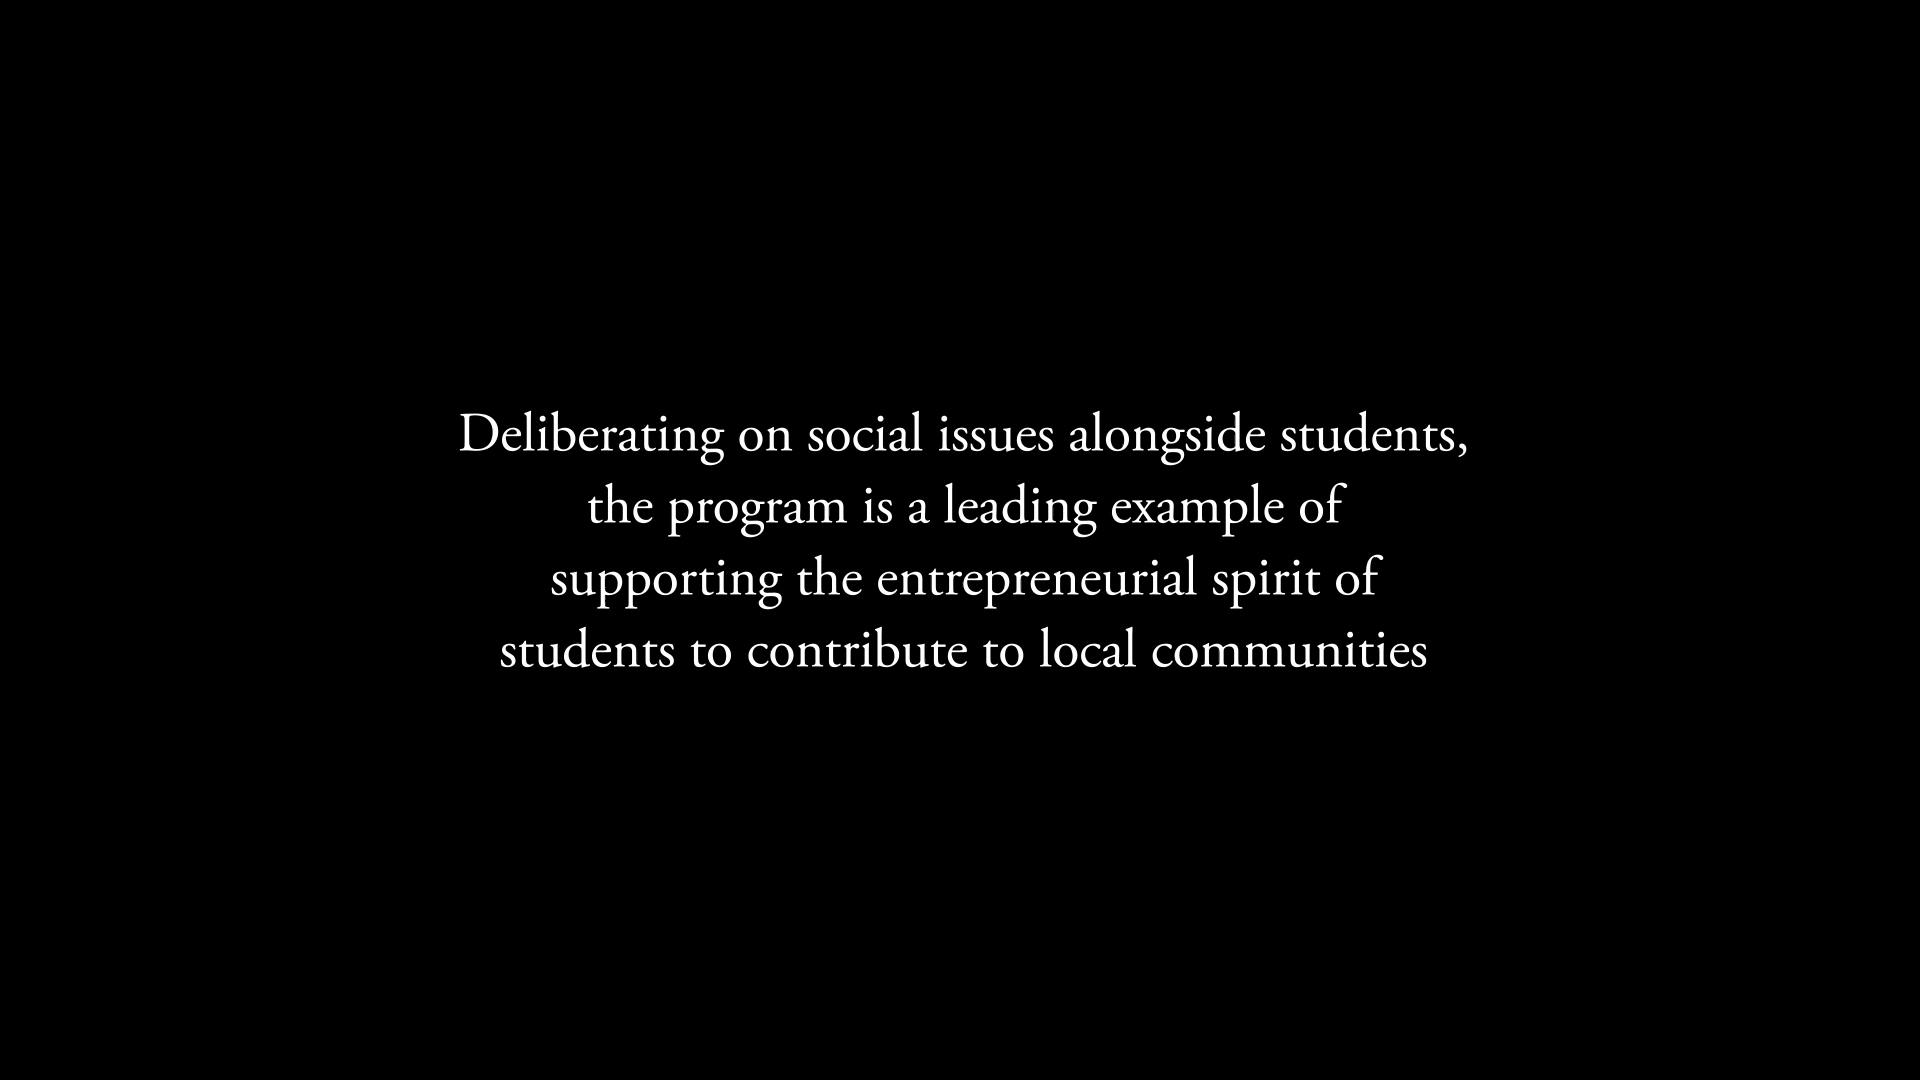 Deliberating on social issues alongside students,
the program is a leading example of
supporting the entrepreneurial spirit of
students to contribute to local communities